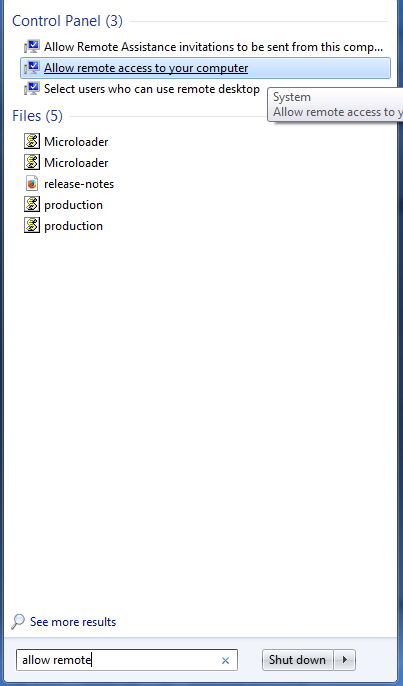 Control Panel (3)
Allow Remote Assistance invitations to be sent from this comp...
Allow remote access to your computer
Select users who can use remote desktop
System
Allow remote access to y
Files (5)
Microloader
Microloader
release-notes
production
production
See more results
allow remote
Shut down